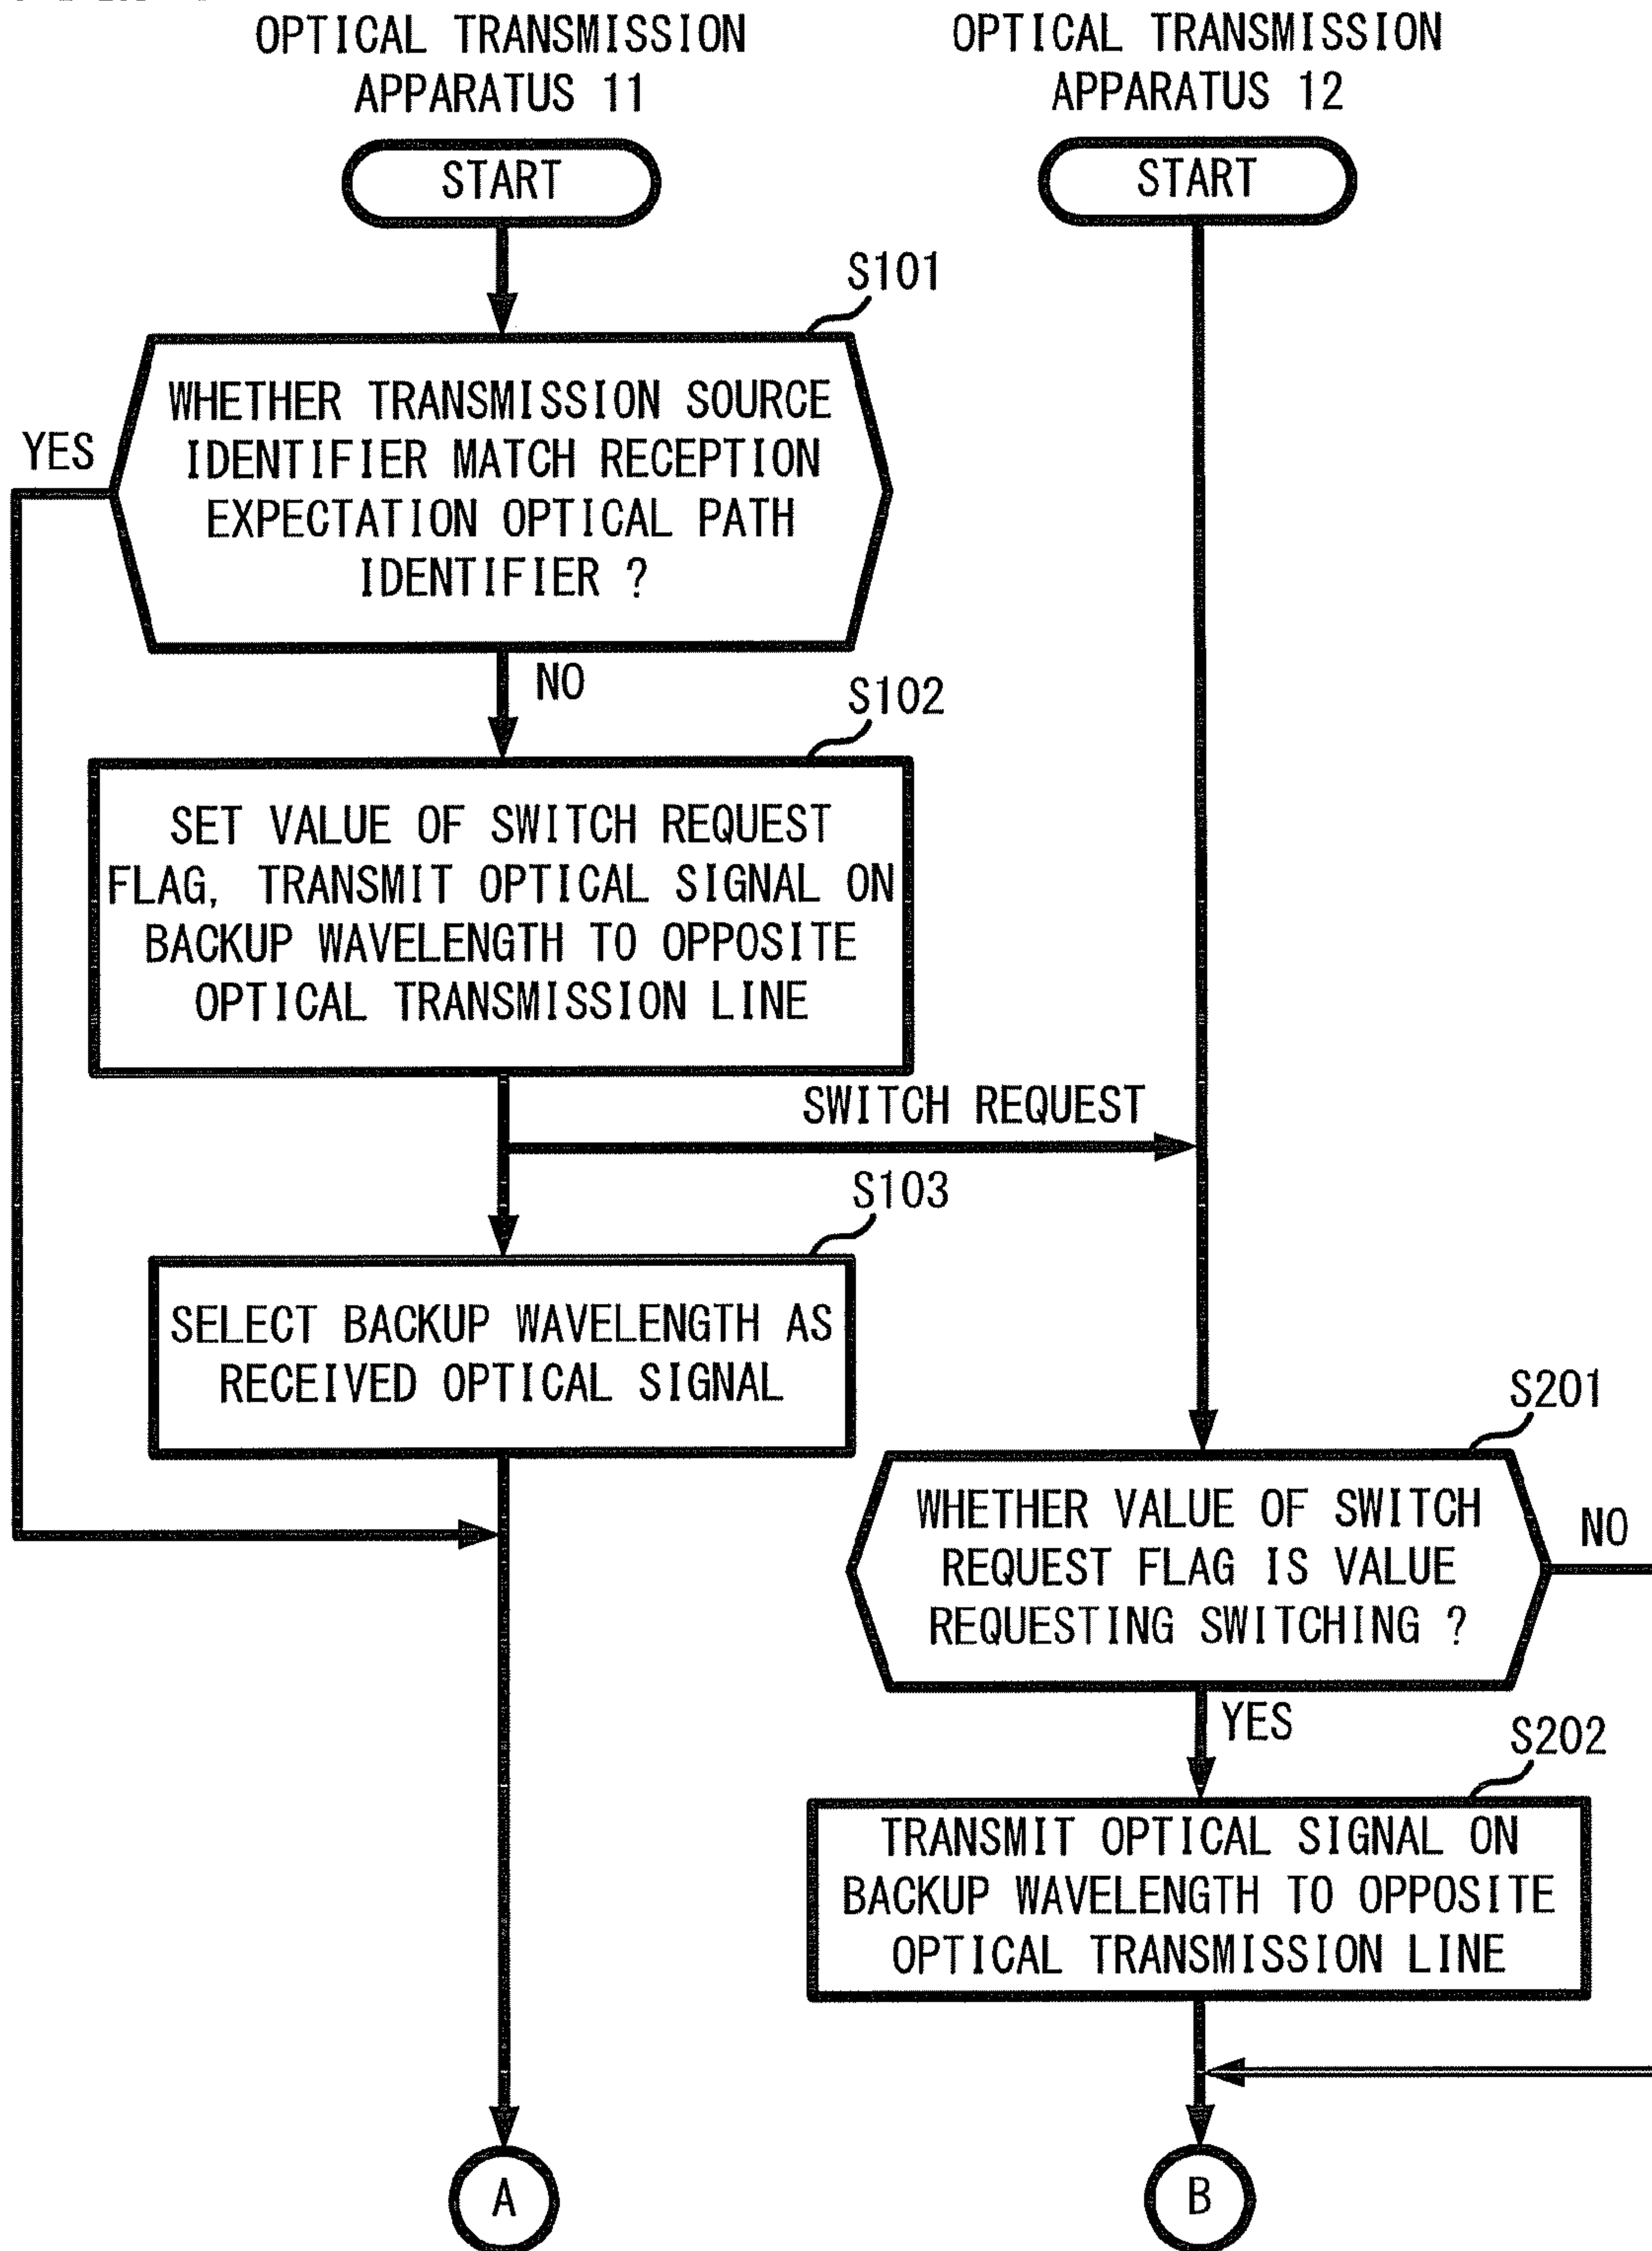 OPTICAL TRANSMISSION
APPARATUS 11
START
S101
WHETHER TRANSMISSION SOURCE
IDENTIFIER MATCH RECEPTION
EXPECTATION OPTICAL PATH
IDENTIFIER ?
YES
NO
S102
SET VALUE OF SWITCH REQUEST
FLAG, TRANSMIT OPTICAL SIGNAL ON
BACKUP WAVELENGTH TO OPPOSITE
OPTICAL TRANSMISSION LINE
SWITCH REQUEST
S103
SELECT BACKUP WAVELENGTH AS
RECEIVED OPTICAL SIGNAL
A
OPTICAL TRANSMISSION
APPARATUS 12
START
S201
WHETHER VALUE OF SWITCH
REQUEST FLAG IS VALUE
REQUESTING SWITCHING ?
NO
YES
S202
TRANSMIT OPTICAL SIGNAL ON
BACKUP WAVELENGTH TO OPPOSITE
OPTICAL TRANSMISSION LINE
B